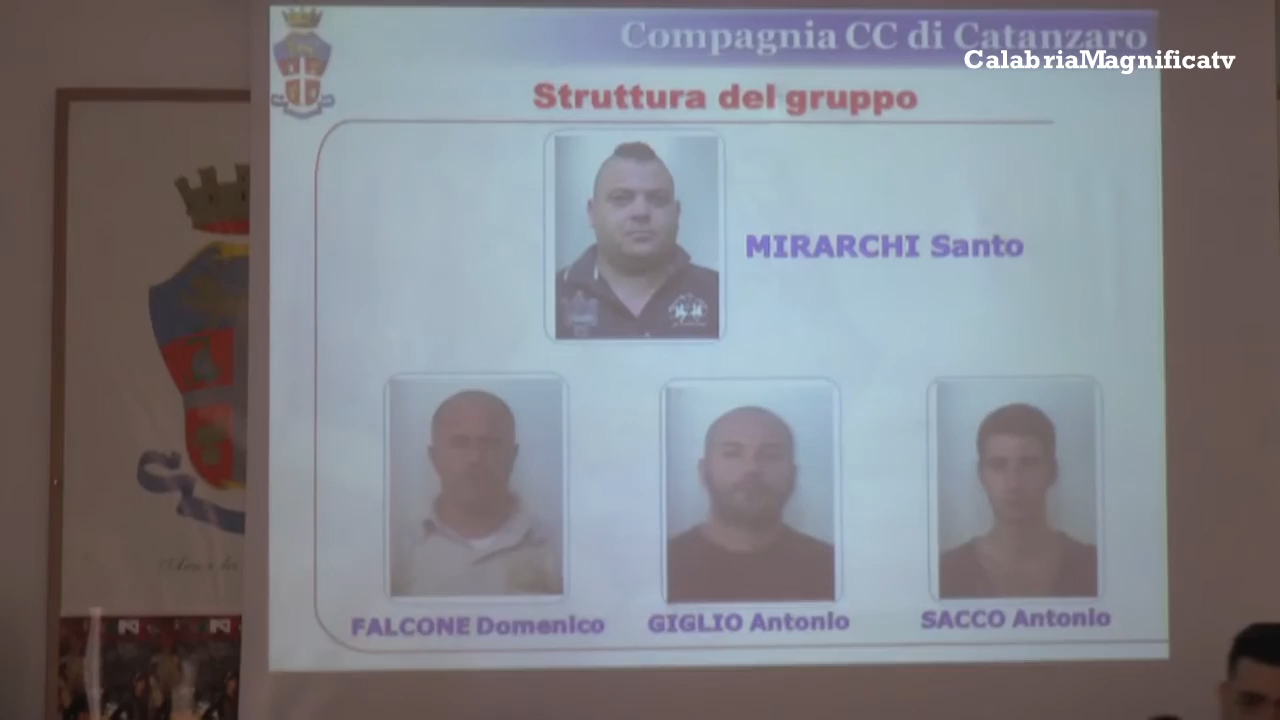 Compagnia CC di Catanzaro
CalabriaMagnificatv
Struttura del gruppo
MIRARCHI Santo
FALCONE Domenico
GIGLIO Antonio
SACCO Antonio